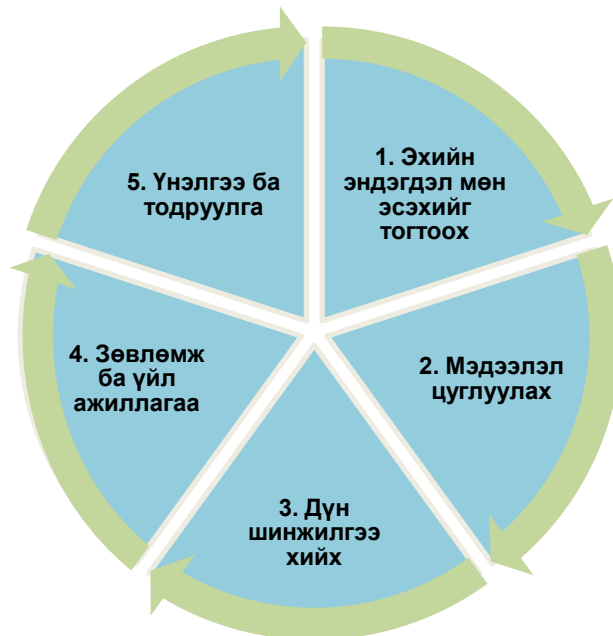 1. Эхийн
эндэгдэл мөн
эсэхийг
тогтоох
2. Мэдээлэл
цуглуулах
3. Дүн
шинжилгээ
хийх
4. Зөвлөмж
ба үйл
ажиллагаа
5. Үнэлгээ ба
тодруулга